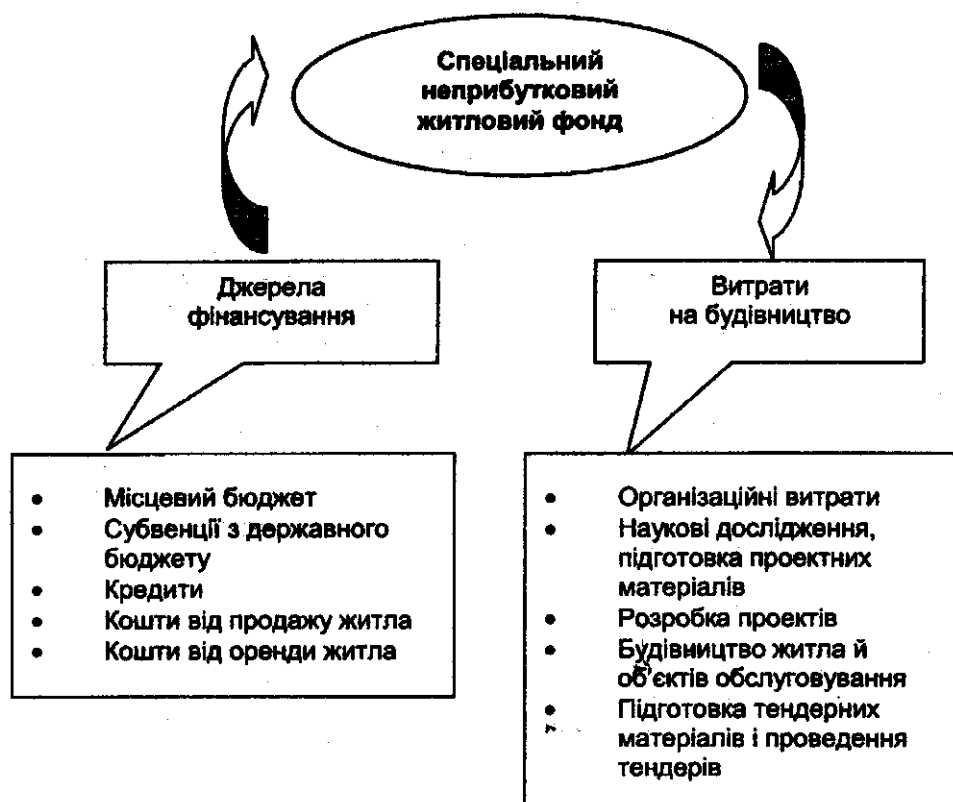 Спеціальний
неприбутковий
житловий фонд
Джерела
фінансування
Витрати
на будівництво
• Місцевий бюджет
• Субвенції з державного
бюджету
• Кредити
• Кошти від продажу житла
• Кошти від оренди житла
• Організаційні витрати
• Наукові дослідження,
підготовка проектних
матеріалів
• Розробка проектів
• Будівництво житла й
об'єктів обслуговування
• Підготовка тендерних
матеріалів і проведення
тендерів